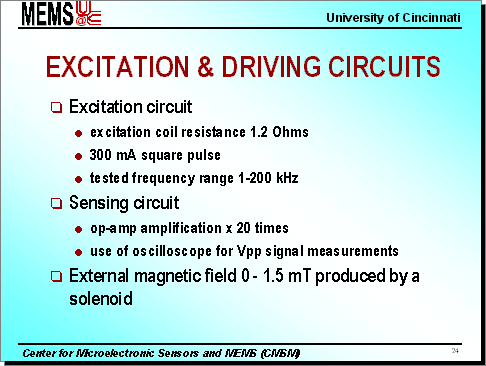 MEMS UC @
University of Cincinnati
EXCITATION & DRIVING CIRCUITS
Excitation circuit
excitation coil resistance 1.2 Ohms
300 mA square pulse
tested frequency range 1-200 kHz
Sensing circuit
op-amp amplification x 20 times
use of oscilloscope for Vpp signal measurements
External magnetic field 0 - 1.5 mT produced by a
solenoid
Center for Microelectronic Sensors and MEMS (CMSM)
24